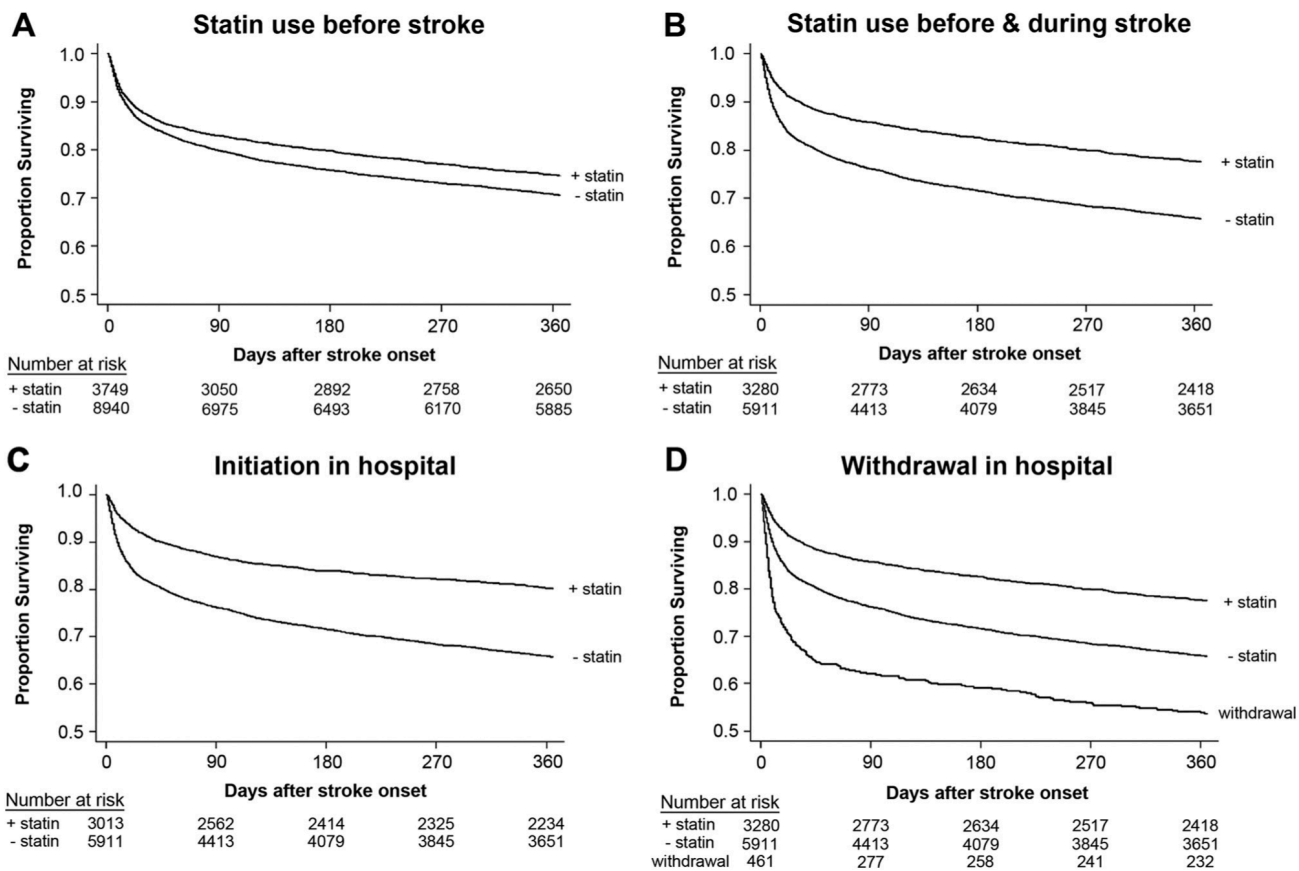 A
Statin use before stroke
Proportion Surviving
1.0
0.9
0.8
0.7
0.6
0.5
+ statin
- statin
0 90 180 270 360
Days after stroke onset
Number at risk
+ statin 3749 3050 2892 2758 2650
- statin 8940 6975 6493 6170 5885
B
Statin use before & during stroke
Proportion Surviving
1.0
0.9
0.8
0.7
0.6
0.5
+ statin
- statin
0 90 180 270 360
Days after stroke onset
Number at risk
+ statin 3280 2773 2634 2517 2418
- statin 5911 4413 4079 3845 3651
C
Initiation in hospital
Proportion Surviving
1.0
0.9
0.8
0.7
0.6
0.5
+ statin
- statin
0 90 180 270 360
Days after stroke onset
Number at risk
+ statin 3013 2562 2414 2325 2234
- statin 5911 4413 4079 3845 3651
D
Withdrawal in hospital
Proportion Surviving
1.0
0.9
0.8
0.7
0.6
0.5
+ statin
- statin
withdrawal
0 90 180 270 360
Days after stroke onset
Number at risk
+ statin 3280 2773 2634 2517 2418
- statin 5911 4413 4079 3845 3651
withdrawal 461 277 258 241 232